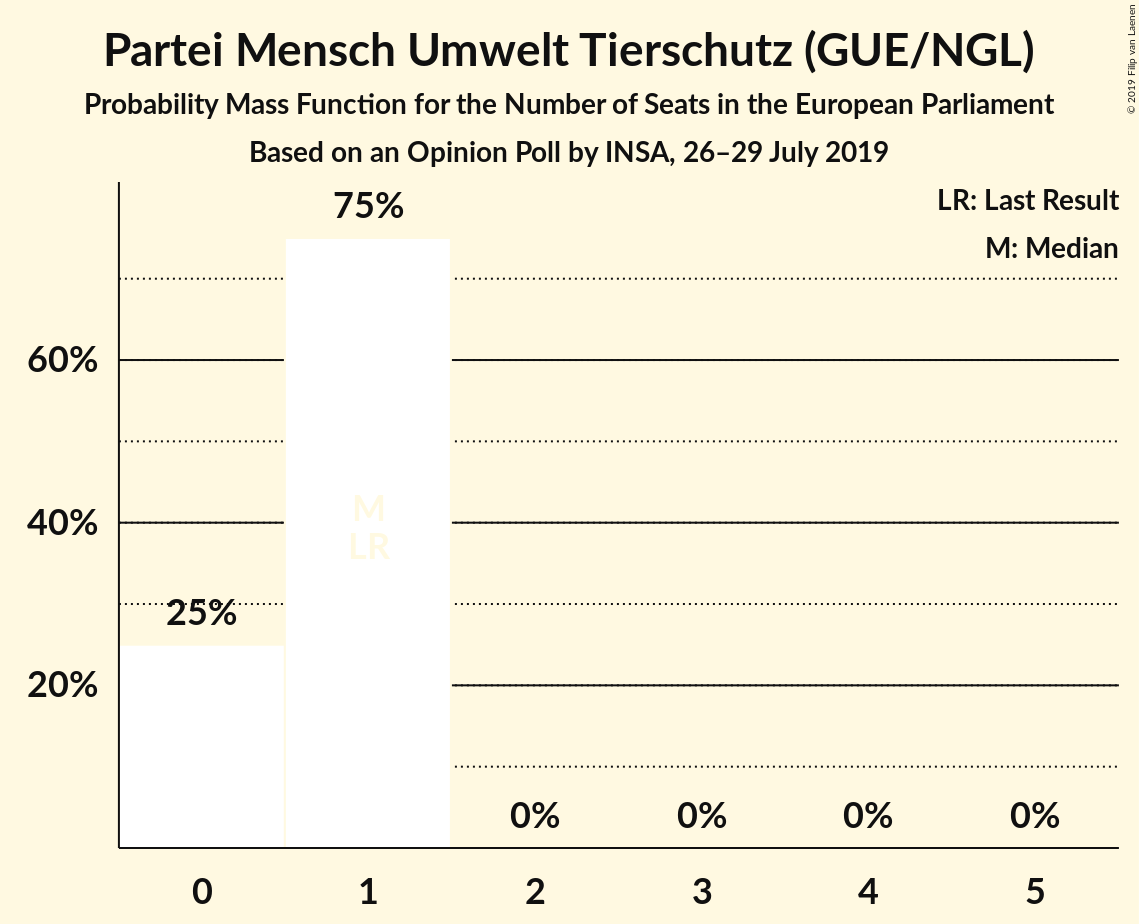 Partei Mensch Umwelt Tierschutz (GUE/NGL)
Probability Mass Function for the Number of Seats in the European Parliament
Based on an Opinion Poll by INSA, 26–29 July 2019
© 2019 Filip van Laenen
LR: Last Result
M: Median
75%
60%
M
40%
LR
25%
20%
0% 0% 0% 0%
0 1 2 3 4 5